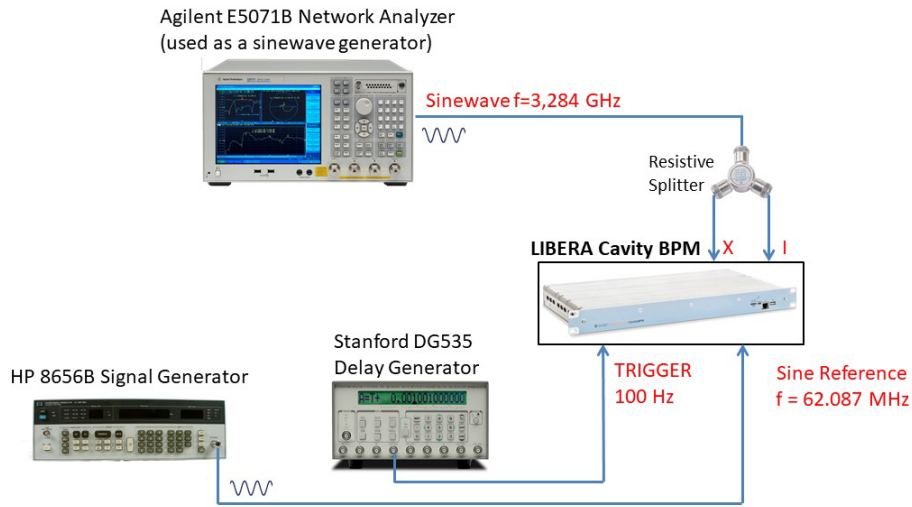 Agilent E5071B Network Analyzer
(used as a sinewave generator)
Sinewave f=3,284 GHz
Resistive
Splitter
LIBERA Cavity BPM
X
I
Stanford DG535
Delay Generator
HP 8656B Signal Generator
TRIGGER
100 Hz
Sine Reference
f = 62.087 MHz